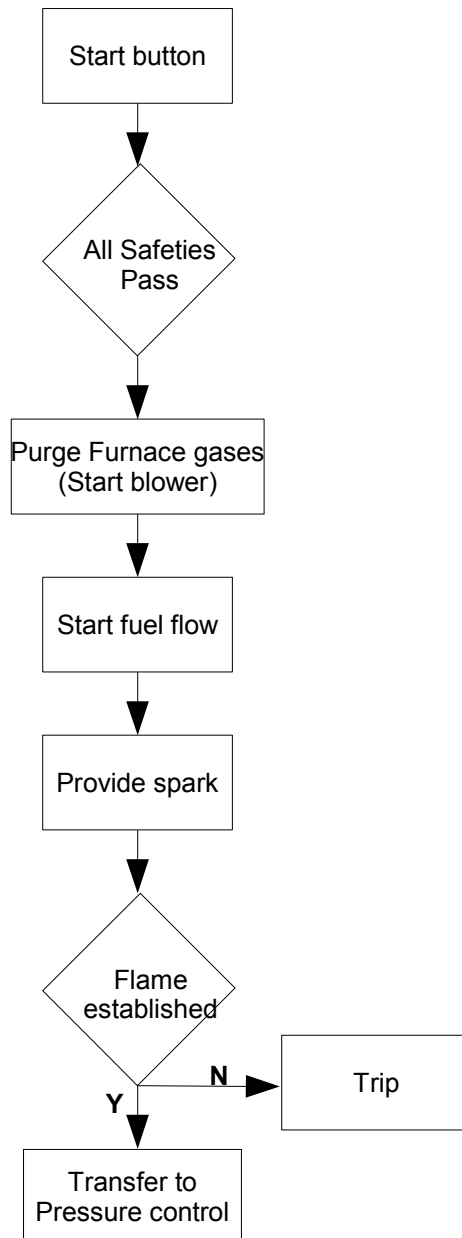 Start button
All Safeties
Pass
Purge Furnace gases
(Start blower)
Start fuel flow
Provide spark
Flame
established
N
Trip
Y
Transfer to
Pressure control